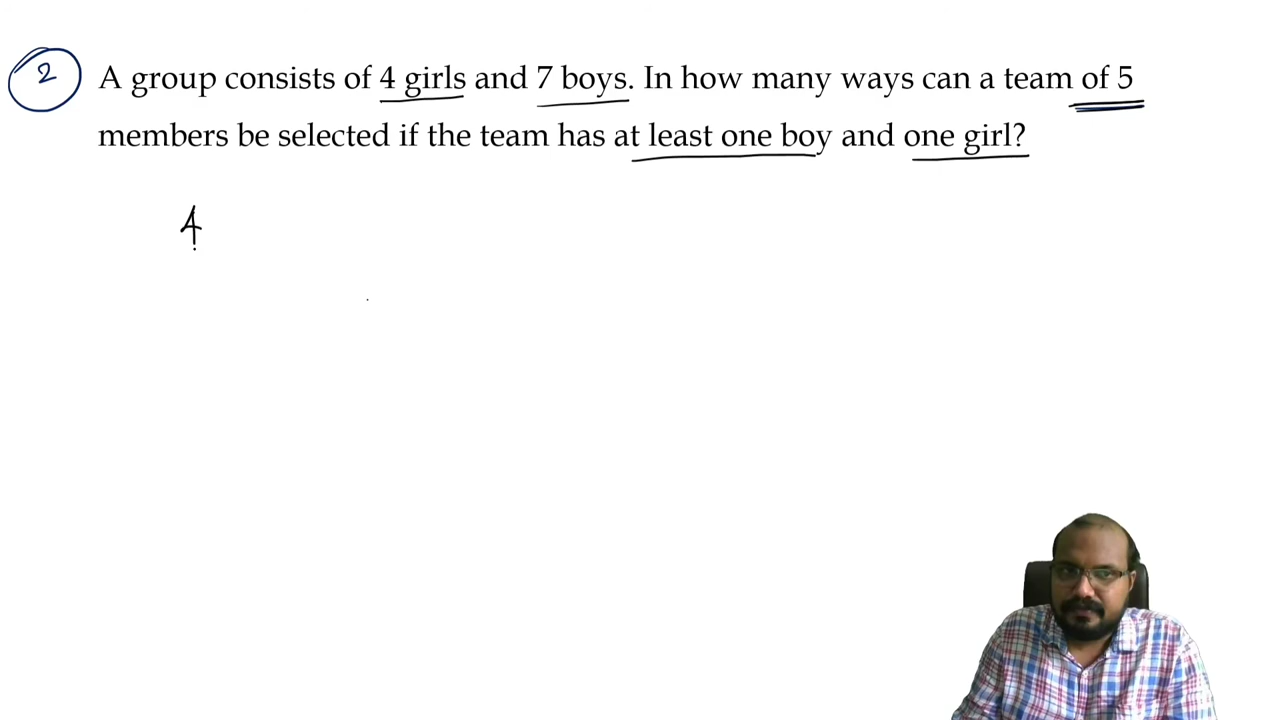 2 A group consists of 4 girls and 7 boys. In how many ways can a team of 5
members be selected if the team has at least one boy and one girl?
4